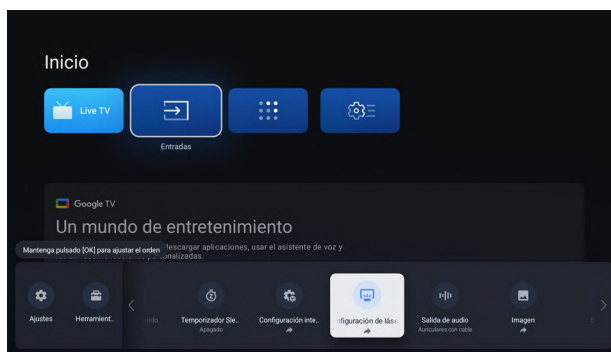 Inicio
Live TV
Entradas
Google TV
Un mundo de entretenimiento
Mantenga pulsado [OK] para ajustar el orden
descargar aplicaciones, usar el asistente de voz y
Ajustes
Herramient..
Temporizador Sle..
Apagado
Configuración inte..
nfiguración de láse
Salida de audio
Auriculares con cable
Imagen